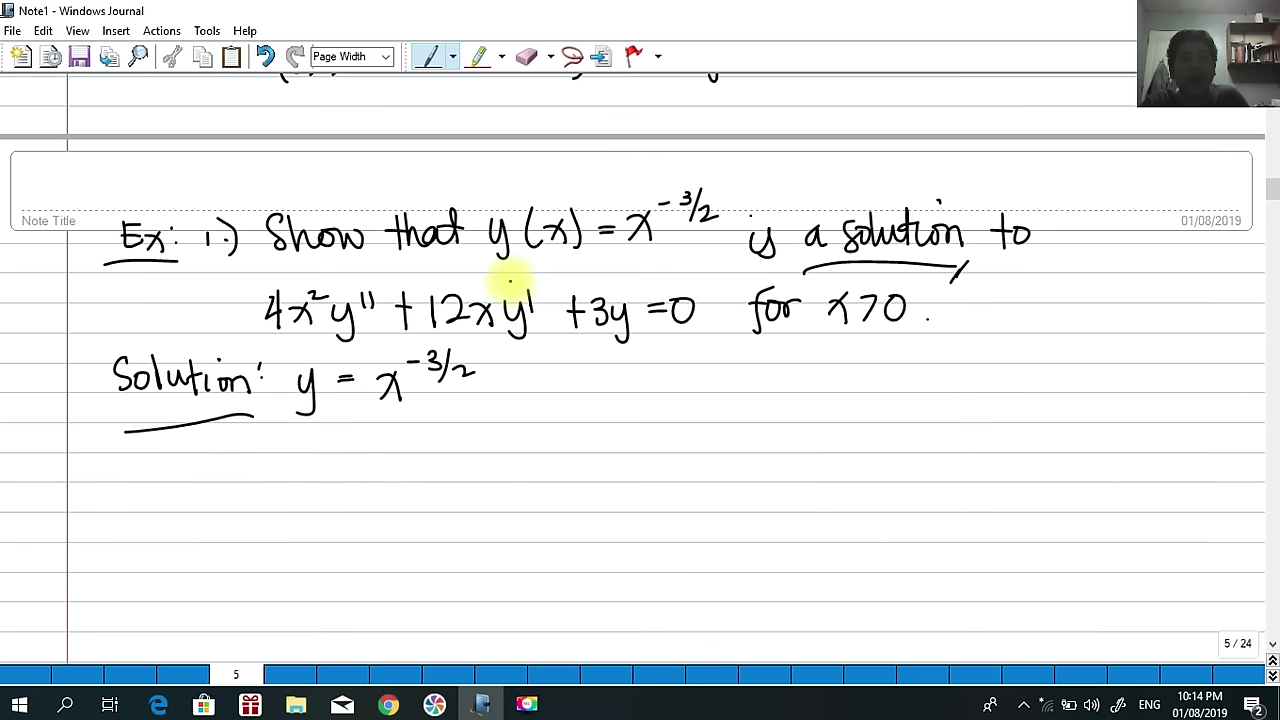 Note1 - Windows Journal
File Edit View Insert Actions Tools Help
Page Width
Note Title
01/08/2019
Ex: 1.) Show that y(x) = x^{-3/2} is a solution to
4x²y'' + 12xy' + 3y = 0 for x>0.
Solution: y = x^{-3/2}
5 / 24
5
ENG
10:14 PM
01/08/2019
2